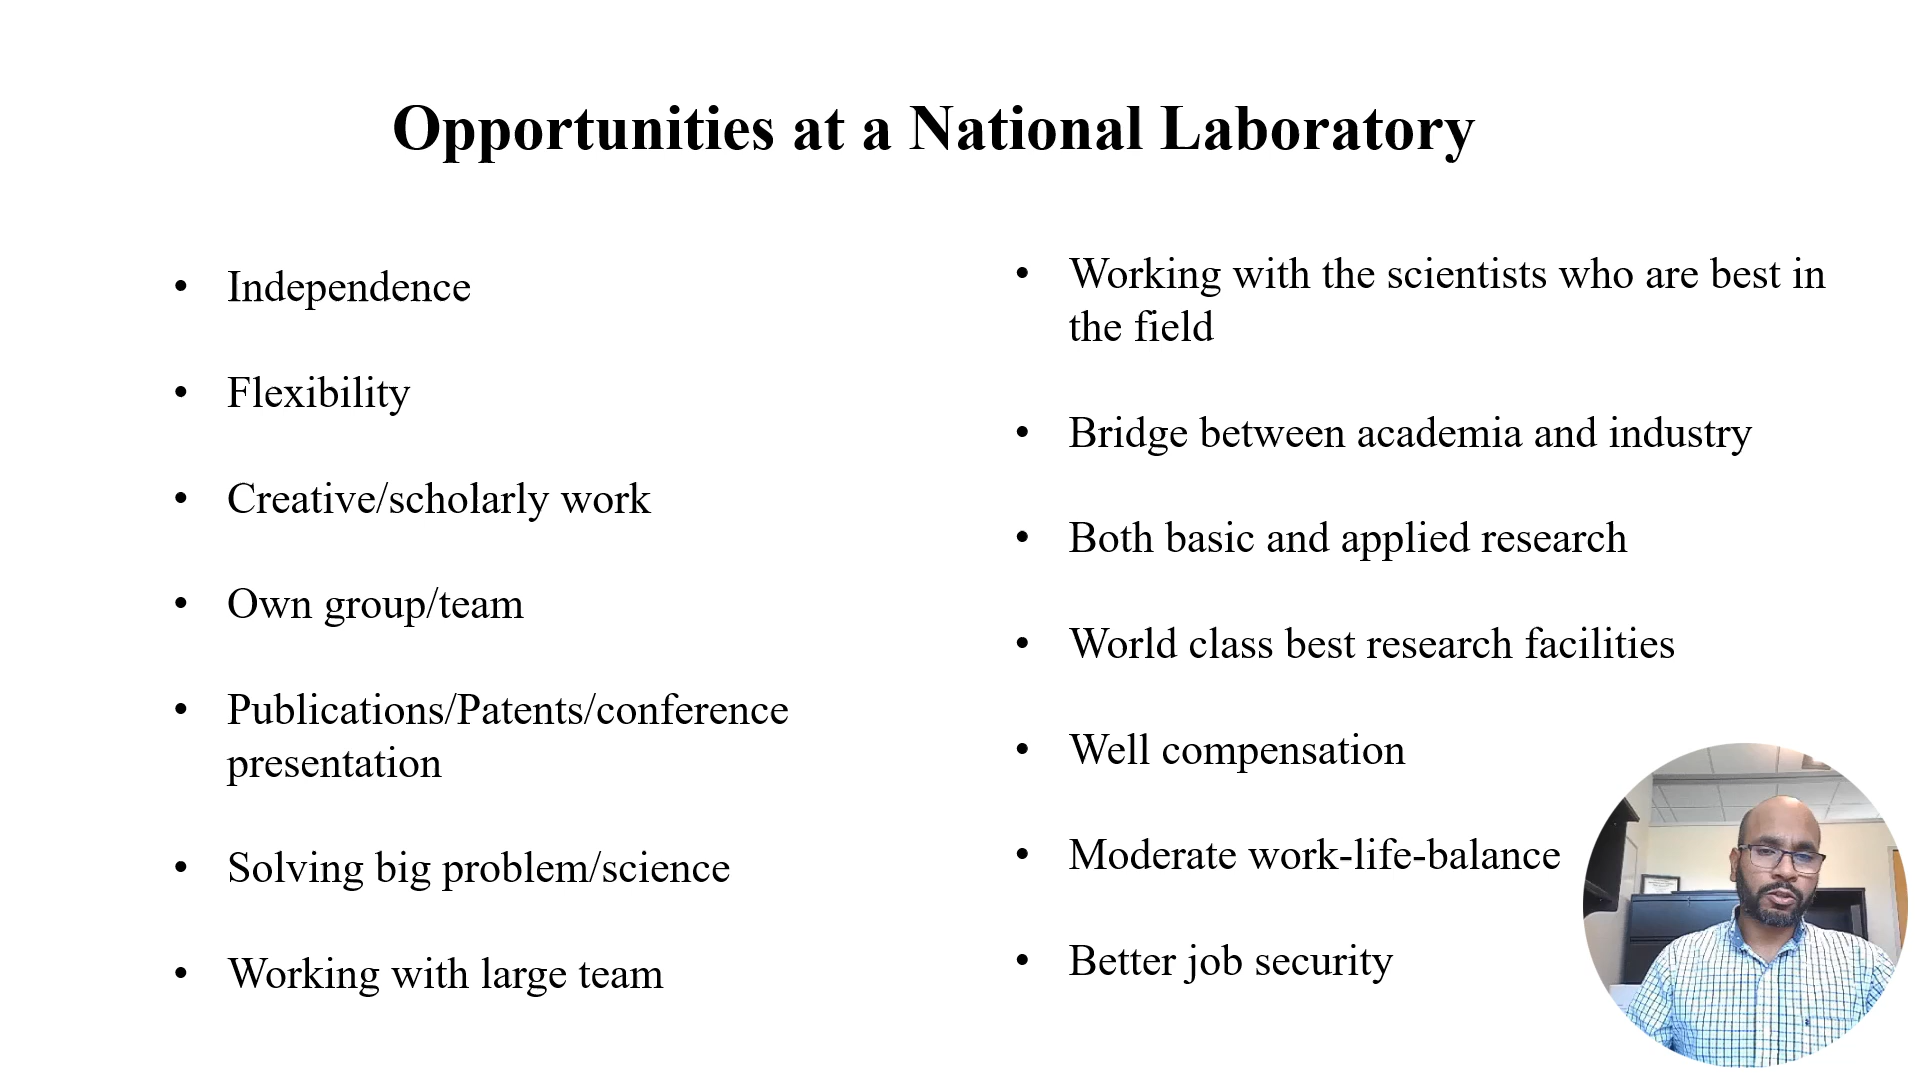 Opportunities at a National Laboratory
• Independence
• Flexibility
• Creative/scholarly work
• Own group/team
• Publications/Patents/conference
presentation
• Solving big problem/science
• Working with large team
• Working with the scientists who are best in
the field
• Bridge between academia and industry
• Both basic and applied research
• World class best research facilities
• Well compensation
• Moderate work-life-balance
• Better job security